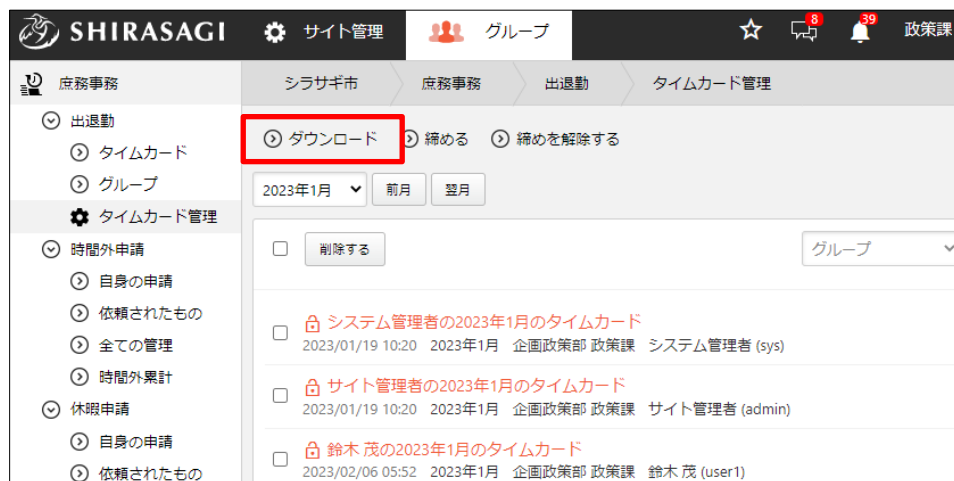 SHIRASAGI サイト管理 グループ 8 39 政策課
庶務事務
シラサギ市 庶務事務 出退勤 タイムカード管理
出退勤
タイムカード
グループ
タイムカード管理
時間外申請
自身の申請
依頼されたもの
全ての管理
時間外累計
休暇申請
自身の申請
依頼されたもの
ダウンロード 締める 締めを解除する
2023年1月 前月 翌月
削除する グループ
システム管理者の2023年1月のタイムカード
2023/01/19 10:20 2023年1月 企画政策部 政策課 システム管理者 (sys)
サイト管理者の2023年1月のタイムカード
2023/01/19 10:20 2023年1月 企画政策部 政策課 サイト管理者 (admin)
鈴木 茂の2023年1月のタイムカード
2023/02/06 05:52 2023年1月 企画政策部 政策課 鈴木 茂 (user1)